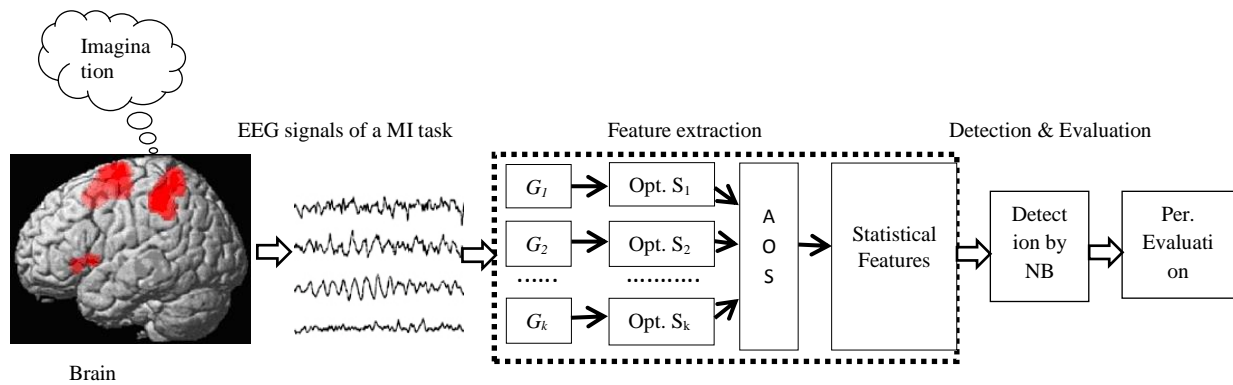 Imagina
tion
EEG signals of a MI task
Feature extraction
Detection & Evaluation
G1
Opt. S1
G2
Opt. S2
......
...........
Gk
Opt. Sk
A
O
S
Statistical
Features
Detect
ion by
NB
Per.
Evaluati
on
Brain